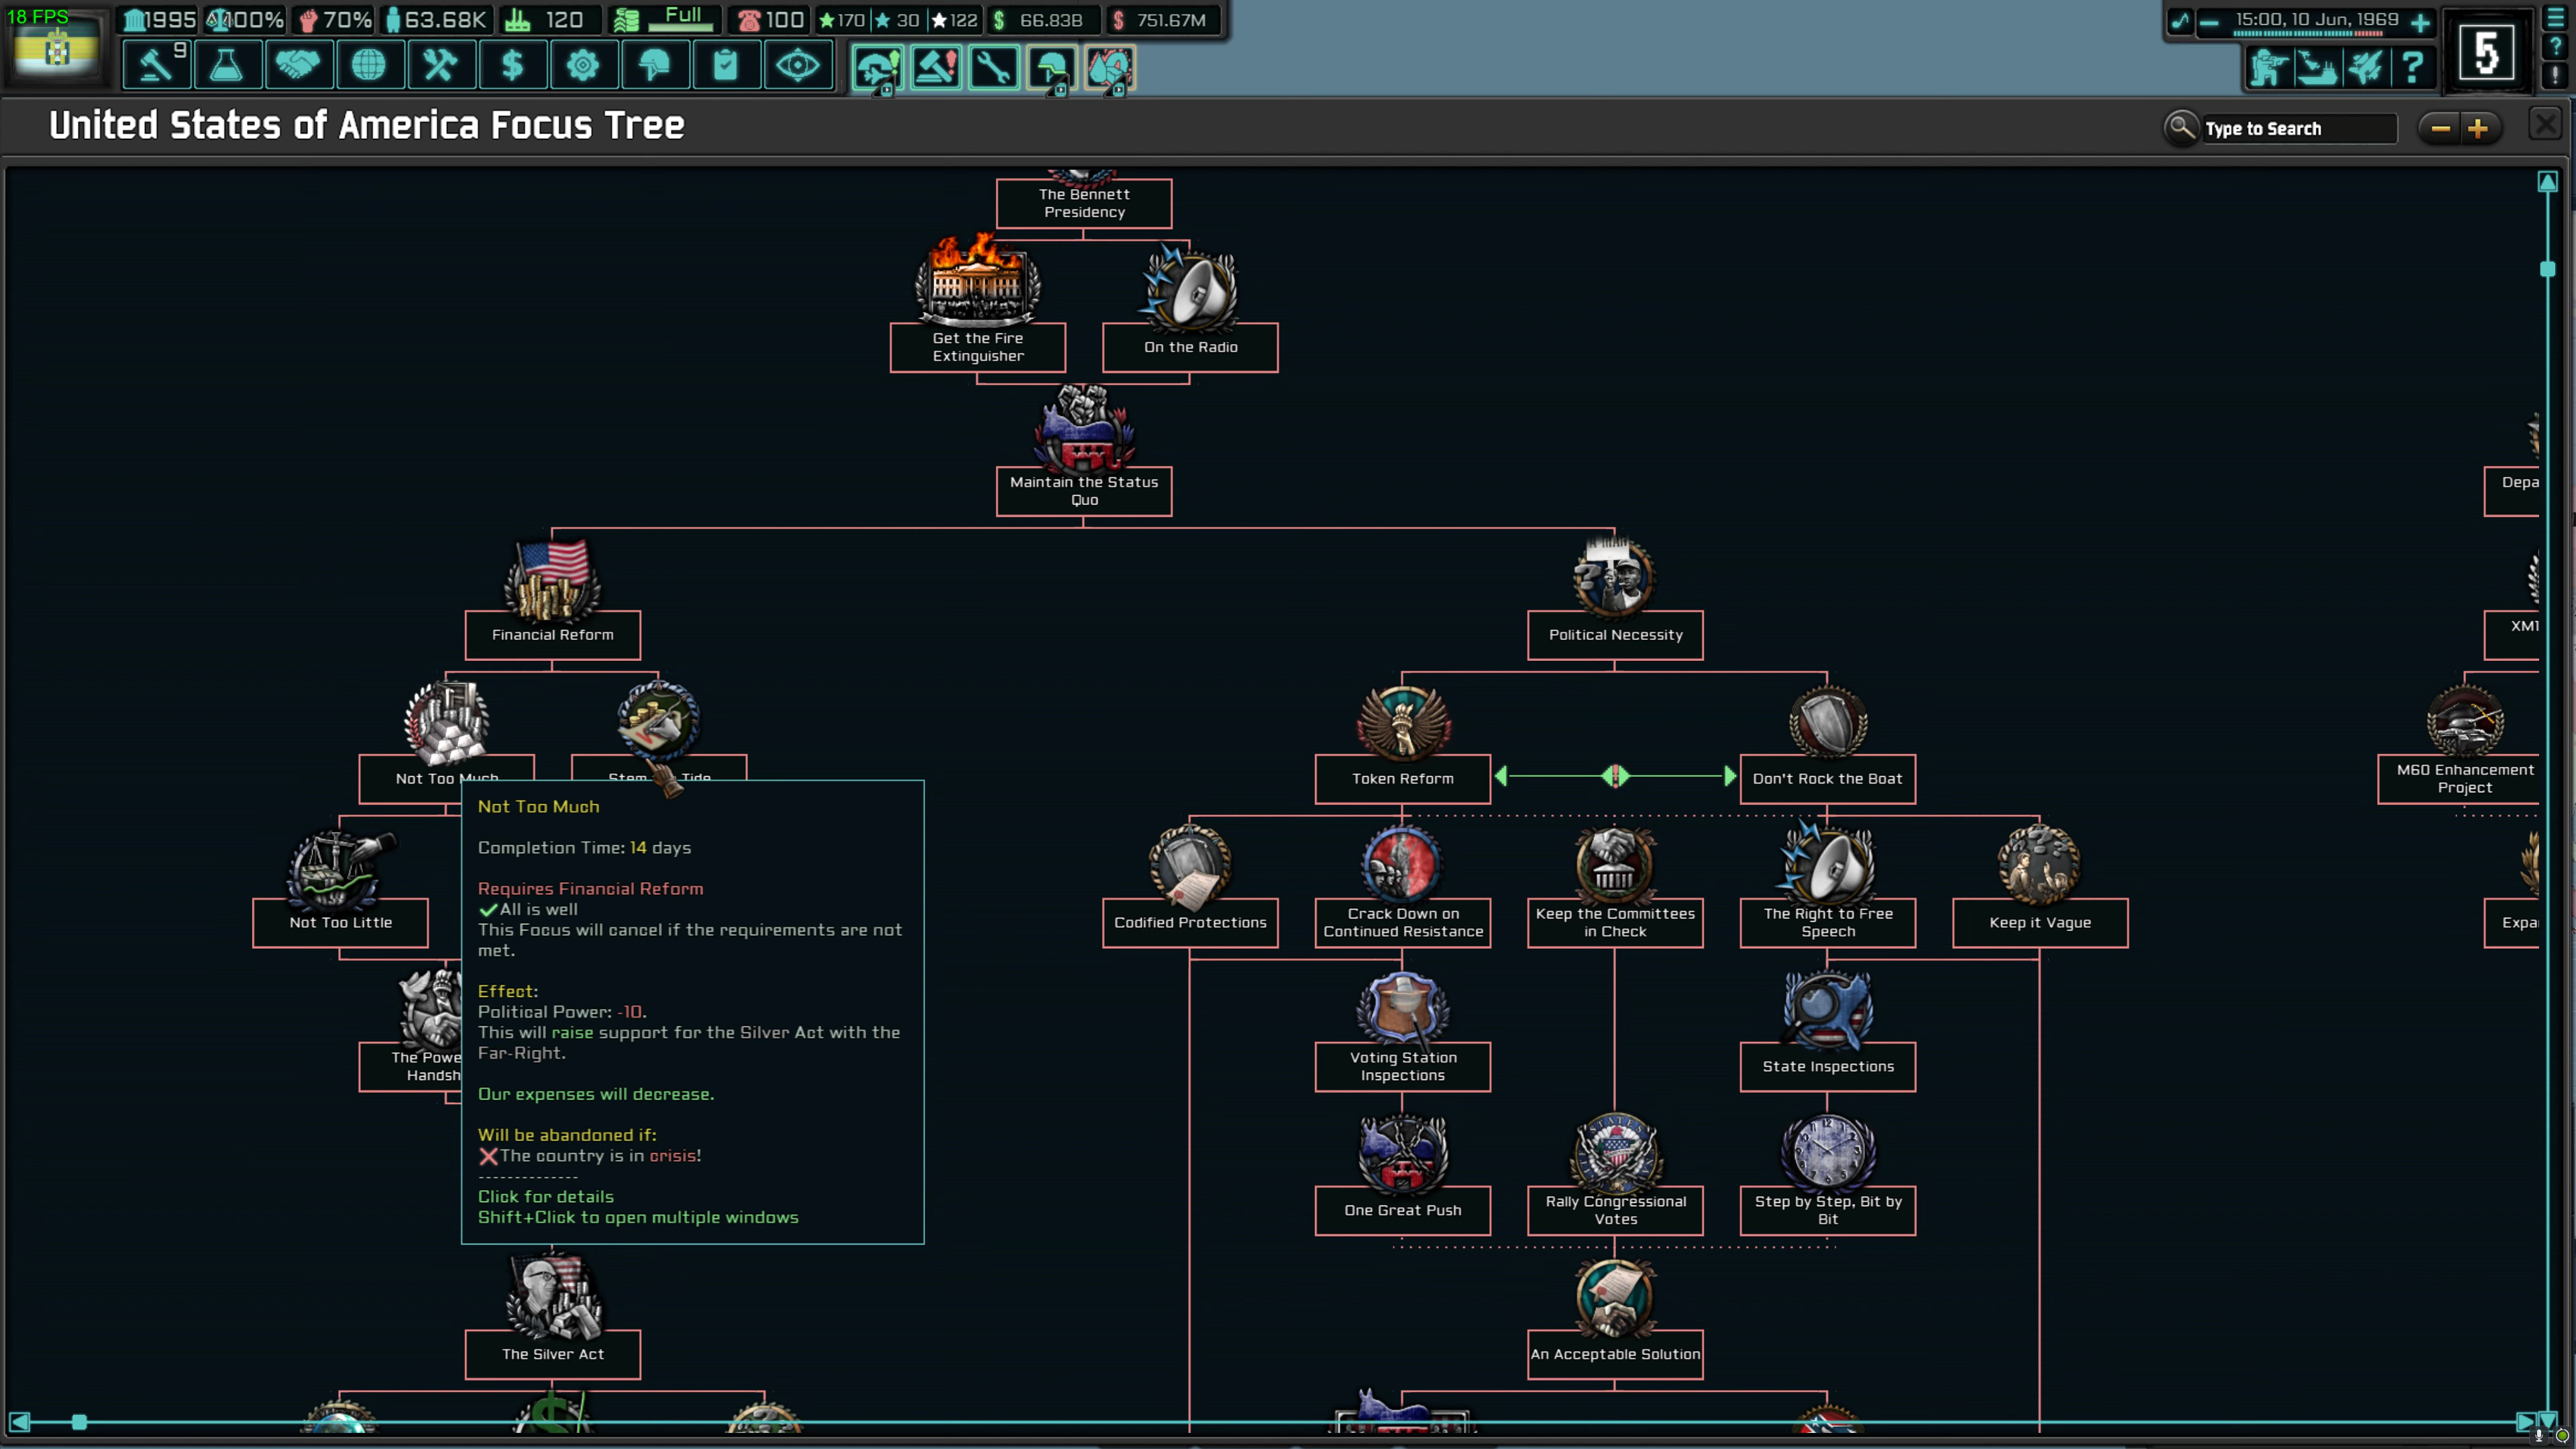 18 FPS
1995 100% 70% 63.68K 120 Full 100 170 30 122 $ 66.83B $ 751.67M
15:00, 10 Jun, 1969
5
9
United States of America Focus Tree
Type to Search
The Bennett
Presidency
Get the Fire
Extinguisher
On the Radio
Maintain the Status
Quo
Depa
Financial Reform
Political Necessity
XM1
Not Too Much
Token Reform
Don't Rock the Boat
M60 Enhancement
Project
Not Too Little
Codified Protections
Crack Down on
Continued Resistance
Keep the Committees
in Check
The Right to Free
Speech
Keep it Vague
Expa
The Powe
Handsh
Voting Station
Inspections
State Inspections
One Great Push
Rally Congressional
Votes
Step by Step, Bit by
Bit
The Silver Act
An Acceptable Solution
Not Too Much
Completion Time: 14 days
Requires Financial Reform
All is well
This Focus will cancel if the requirements are not
met.
Effect:
Political Power: -10.
This will raise support for the Silver Act with the
Far-Right.
Our expenses will decrease.
Will be abandoned if:
The country is in crisis!
--------------
Click for details
Shift+Click to open multiple windows